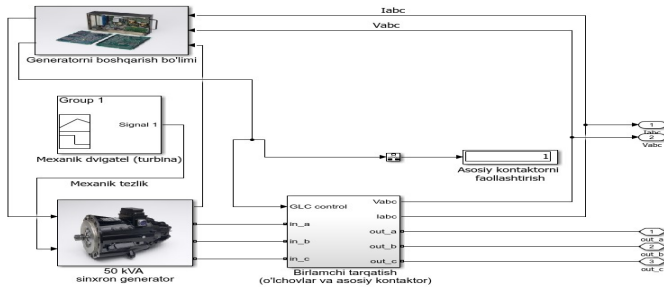 Iabc
Vabc
Generatorni boshqarish bo'limi
Group 1
Signal 1
Mexanik dvigatel (turbina)
Mexanik tezlik
1
Asosiy kontaktorni
faollashtirish
1
Iabc
2
Vabc
GLC control
in_a
in_b
in_c
Vabc
Iabc
out_a
out_b
out_c
1
out_a
2
out_b
3
out_c
50 kVA
sinxron generator
Birlamchi tarqatish
(o'lchovlar va asosiy kontaktor)